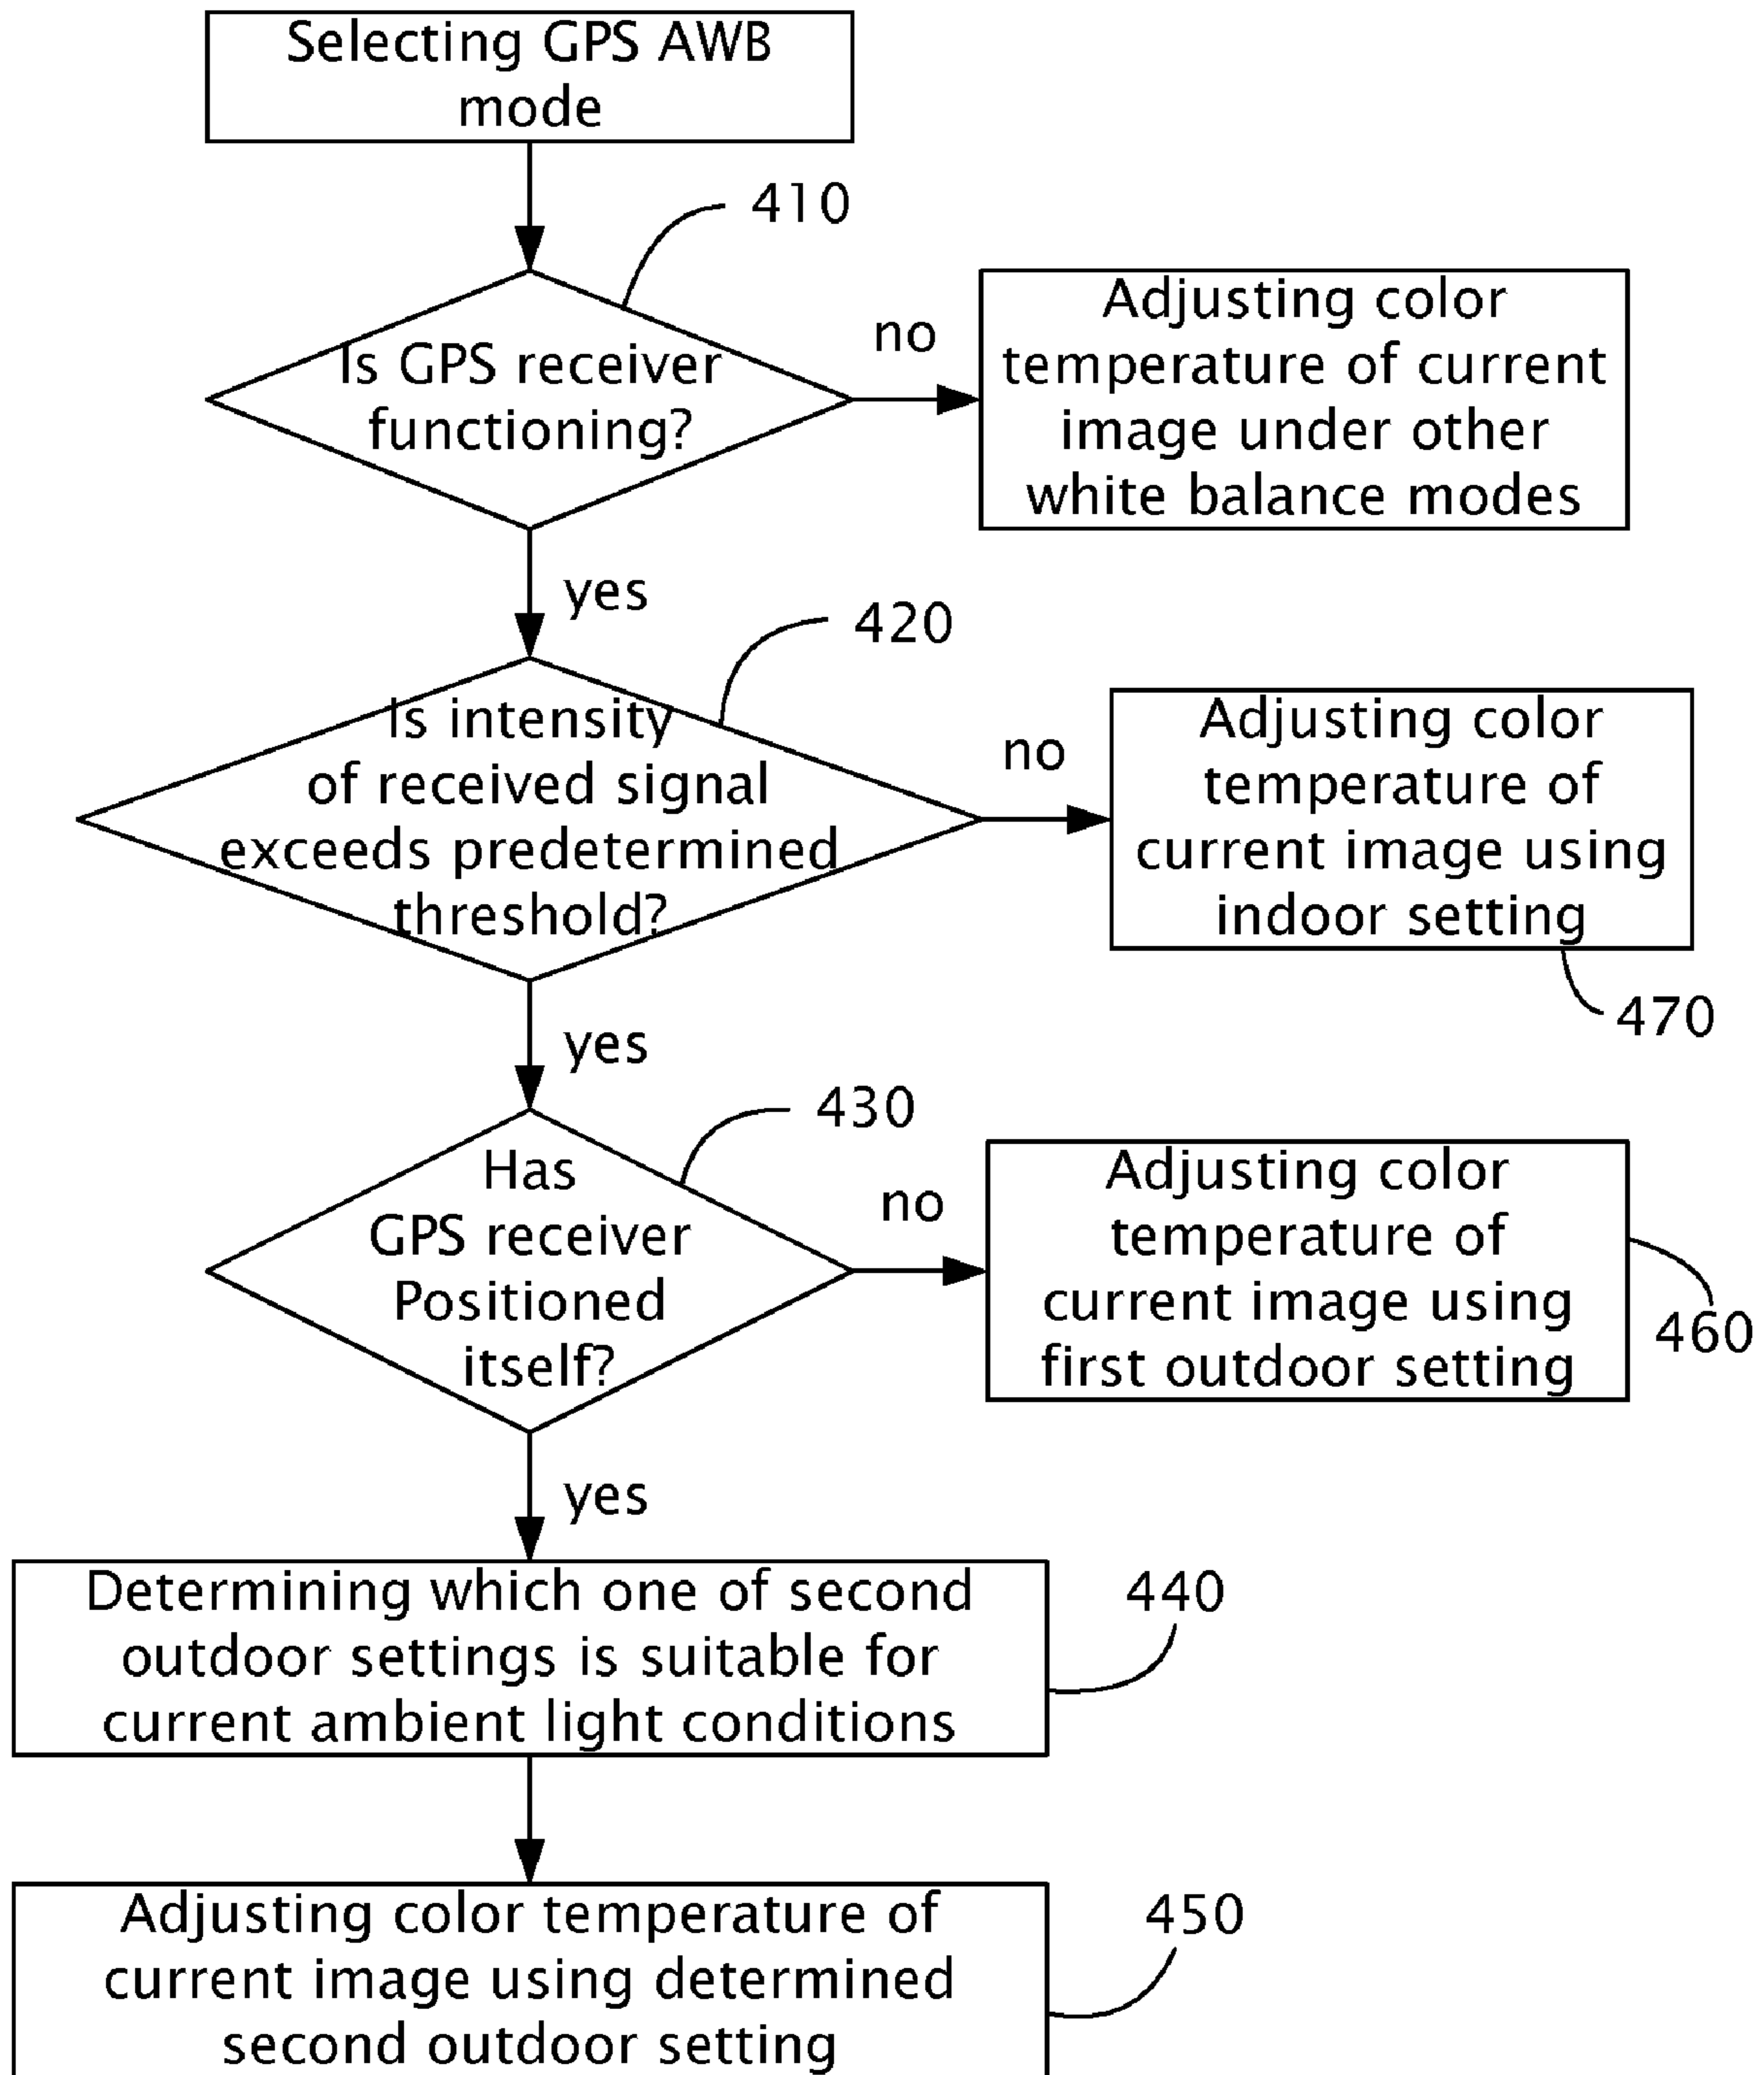 Selecting GPS AWB
mode
410
Is GPS receiver
functioning?
no
Adjusting color
temperature of current
image under other
white balance modes
yes
420
Is intensity
of received signal
exceeds predetermined
threshold?
no
Adjusting color
temperature of
current image using
indoor setting
470
yes
430
Has
GPS receiver
Positioned
itself?
no
Adjusting color
temperature of
current image using
first outdoor setting
460
yes
Determining which one of second
outdoor settings is suitable for
current ambient light conditions
440
Adjusting color temperature of
current image using determined
second outdoor setting
450